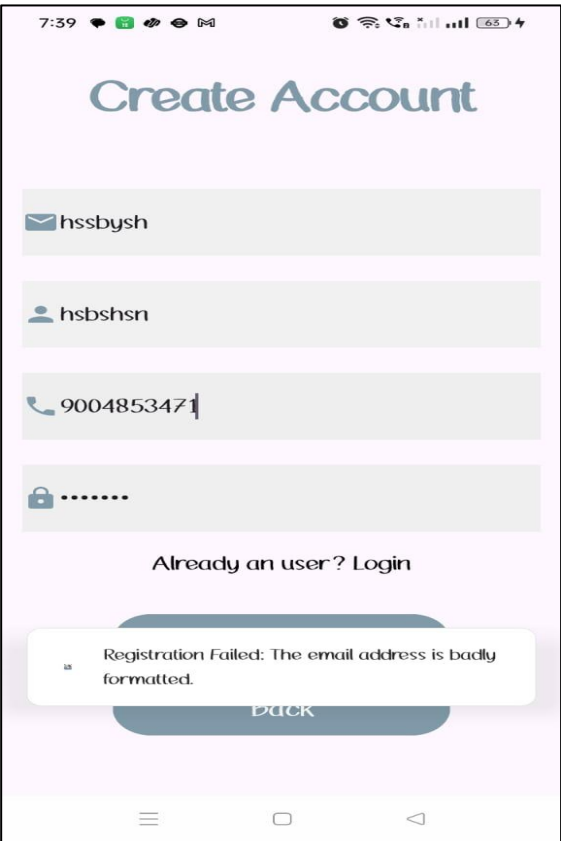 7:39
63
Create Account
hssbysh
hsbshsn
9004853471
•••••••
Already an user? Login
Registration Failed: The email address is badly
formatted.
Back